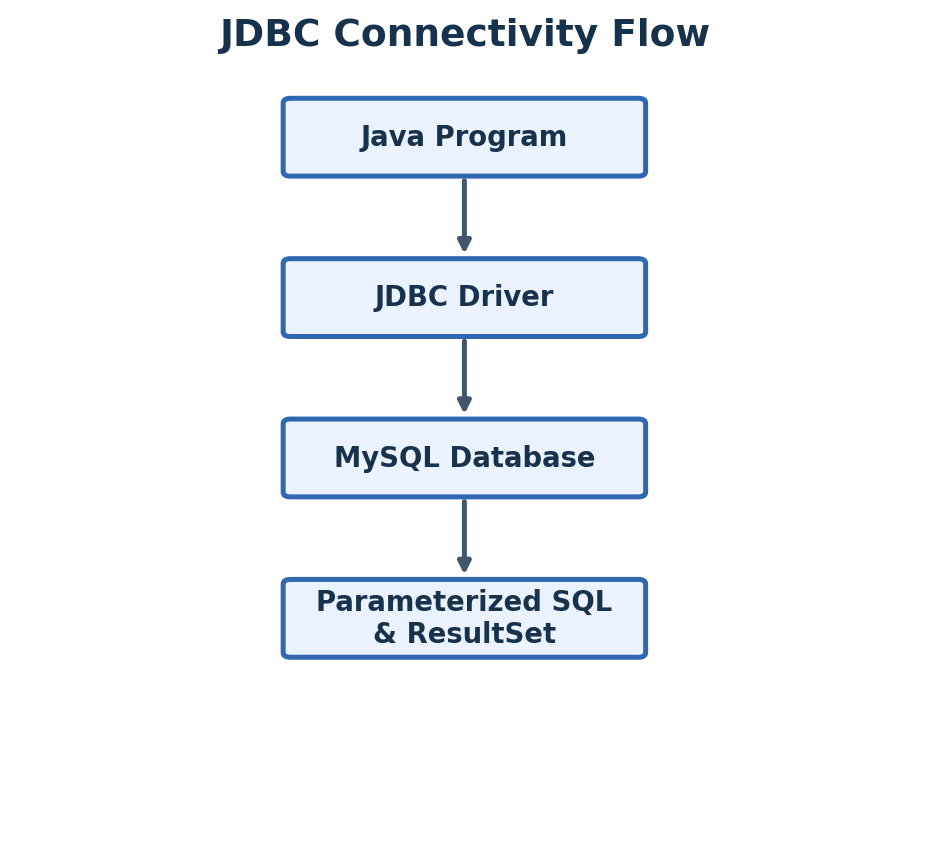 JDBC Connectivity Flow
Java Program
JDBC Driver
MySQL Database
Parameterized SQL
& ResultSet